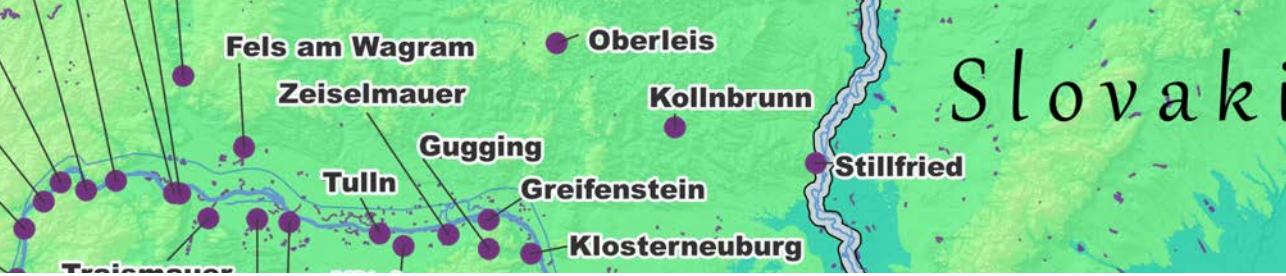 Oberleis
Fels am Wagram
Zeiselmauer
Kollnbrunn
Slovaki
Gugging
Stillfried
Tulln
Greifenstein
Klosterneuburg
Traismauer